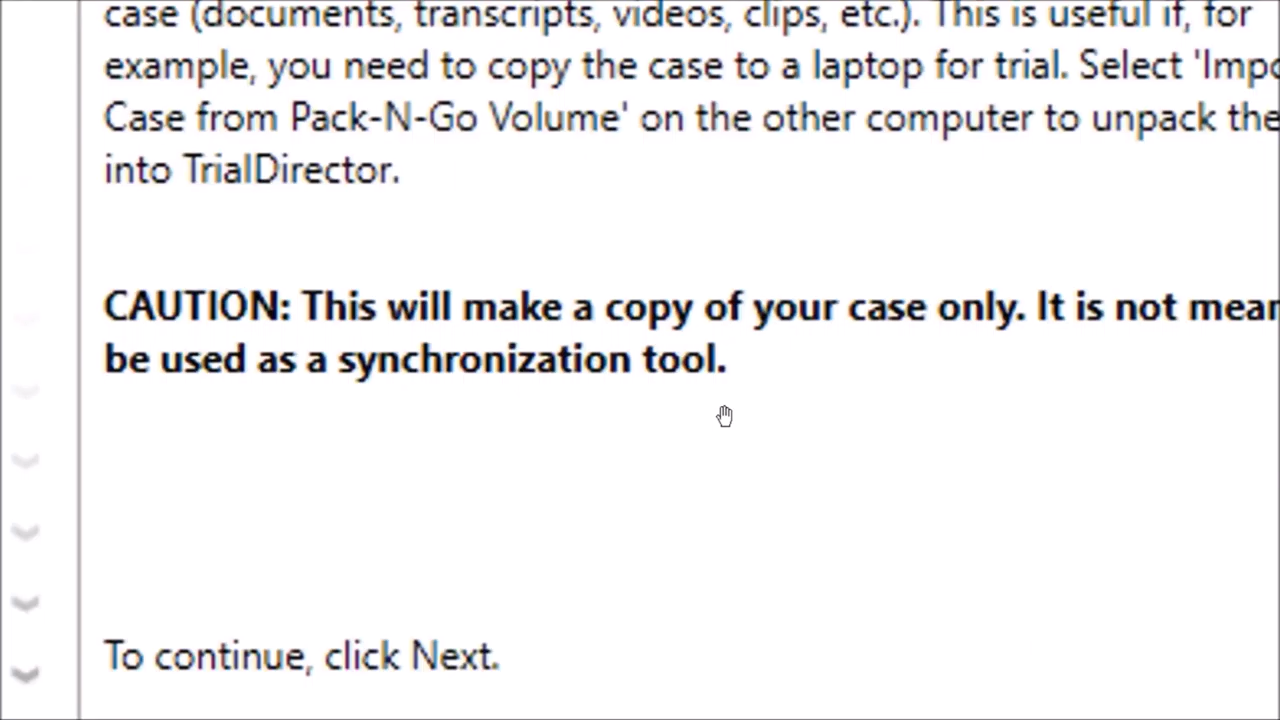 case (documents, transcripts, videos, clips, etc.). This is useful if, for
example, you need to copy the case to a laptop for trial. Select 'Impo
Case from Pack-N-Go Volume' on the other computer to unpack the
into TrialDirector.
CAUTION: This will make a copy of your case only. It is not mean
be used as a synchronization tool.
To continue, click Next.